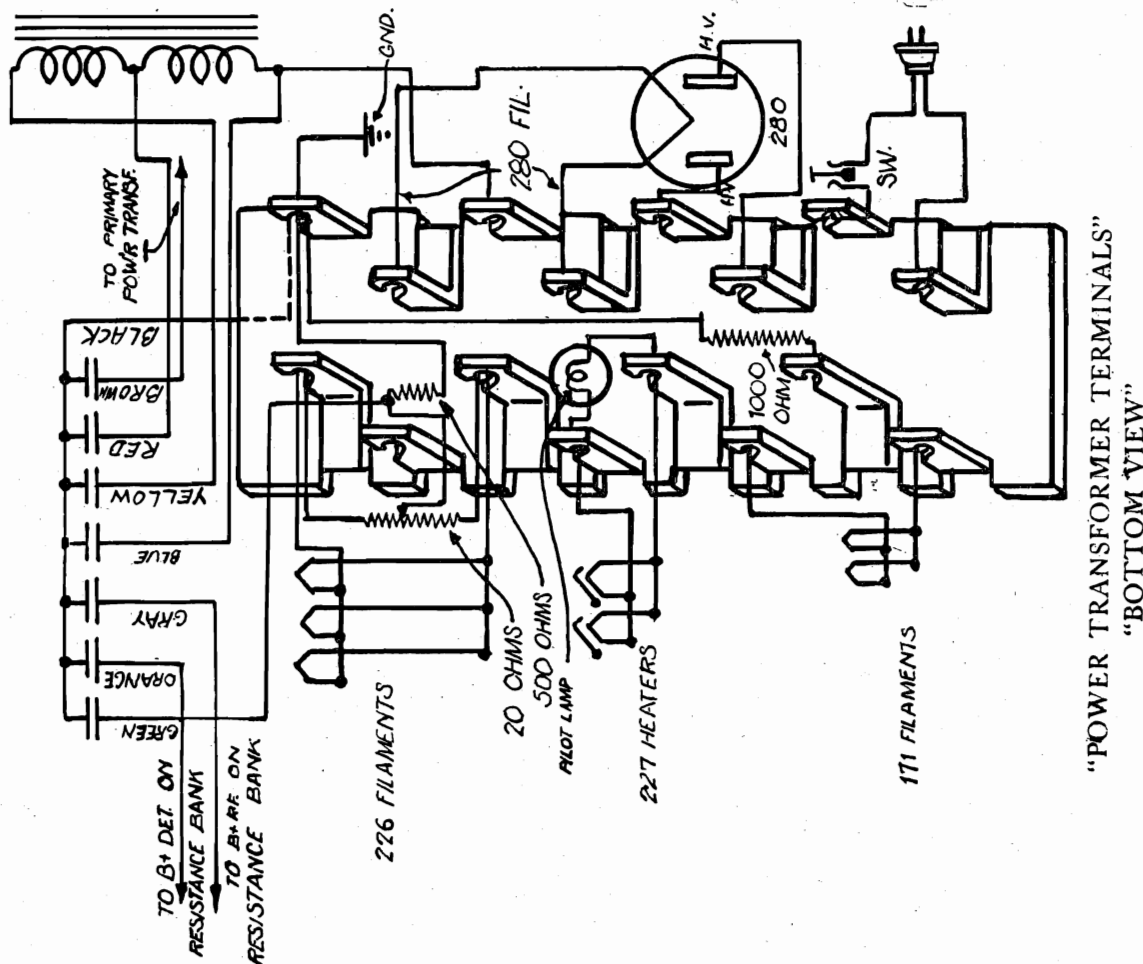 GND.
H.V.
280 FIL.
280
H.V.
SW.
TO PRIMARY
POW'R TRANSF.
BLACK
BROWN
RED
YELLOW
BLUE
GRAY
ORANGE
GREEN
1000
OHM
TO B+ DET. ON
RESISTANCE BANK
TO B+ RF. ON
RESISTANCE BANK
226 FILAMENTS
20 OHMS
500 OHMS
PILOT LAMP
227 HEATERS
171 FILAMENTS
"POWER TRANSFORMER TERMINALS"
"BOTTOM VIEW"